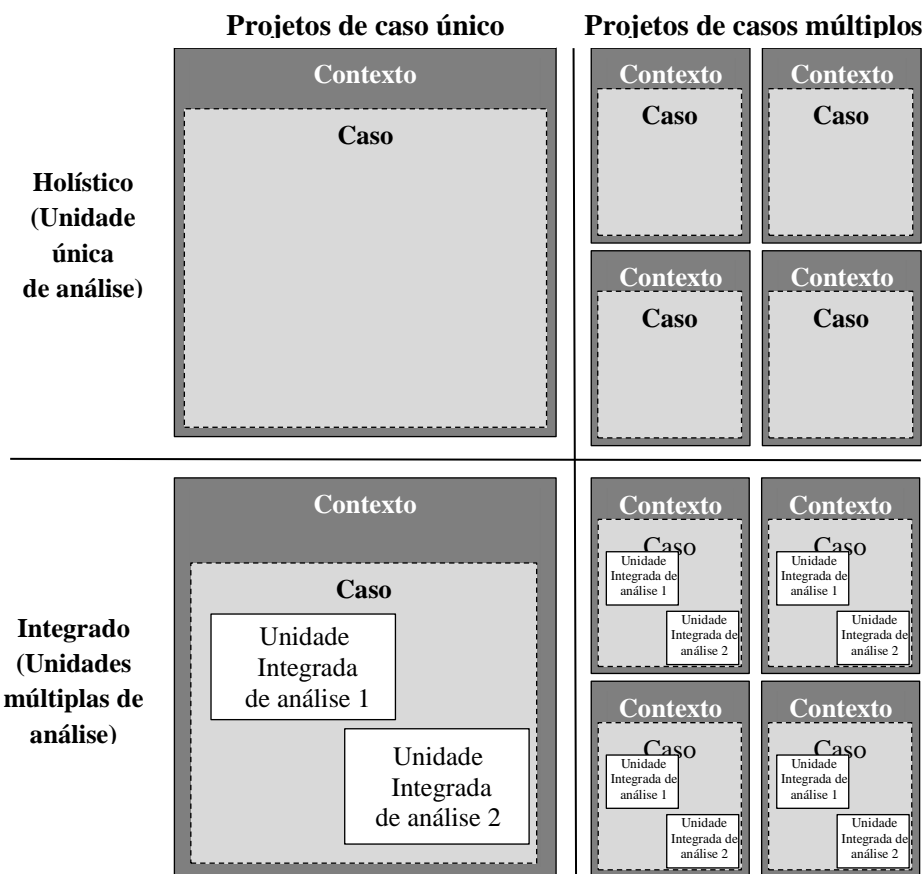 Projetos de caso único
Projetos de casos múltiplos
Holístico
(Unidade
única
de análise)
Contexto
Caso
Contexto
Caso
Contexto
Caso
Contexto
Caso
Contexto
Caso
Integrado
(Unidades
múltiplas de
análise)
Contexto
Caso
Unidade
Integrada
de análise 1
Unidade
Integrada
de análise 2
Contexto
Caso
Unidade
Integrada de
análise 1
Unidade
Integrada de
análise 2
Contexto
Caso
Unidade
Integrada de
análise 1
Unidade
Integrada de
análise 2
Contexto
Caso
Unidade
Integrada de
análise 1
Unidade
Integrada de
análise 2
Contexto
Caso
Unidade
Integrada de
análise 1
Unidade
Integrada de
análise 2